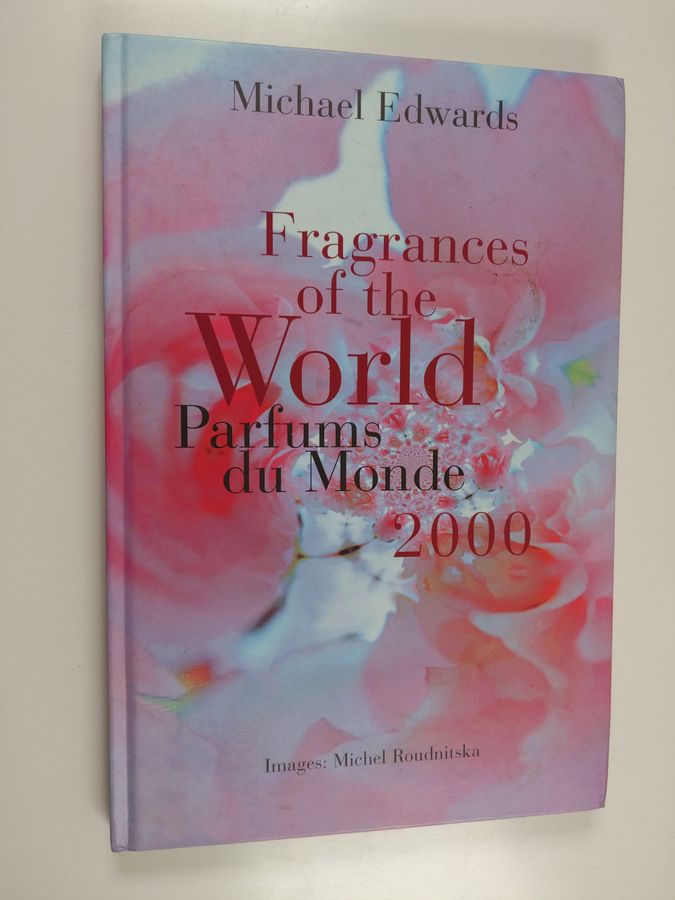 Michael Edwards
Fragrances
of the
World
Parfums
du Monde
2000
Images: Michel Roudnitska